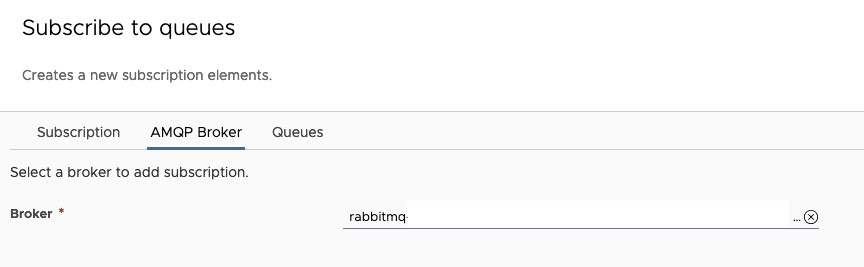 Subscribe to queues
Creates a new subscription elements.
Subscription AMQP Broker Queues
Select a broker to add subscription.
Broker * rabbitmq- ...